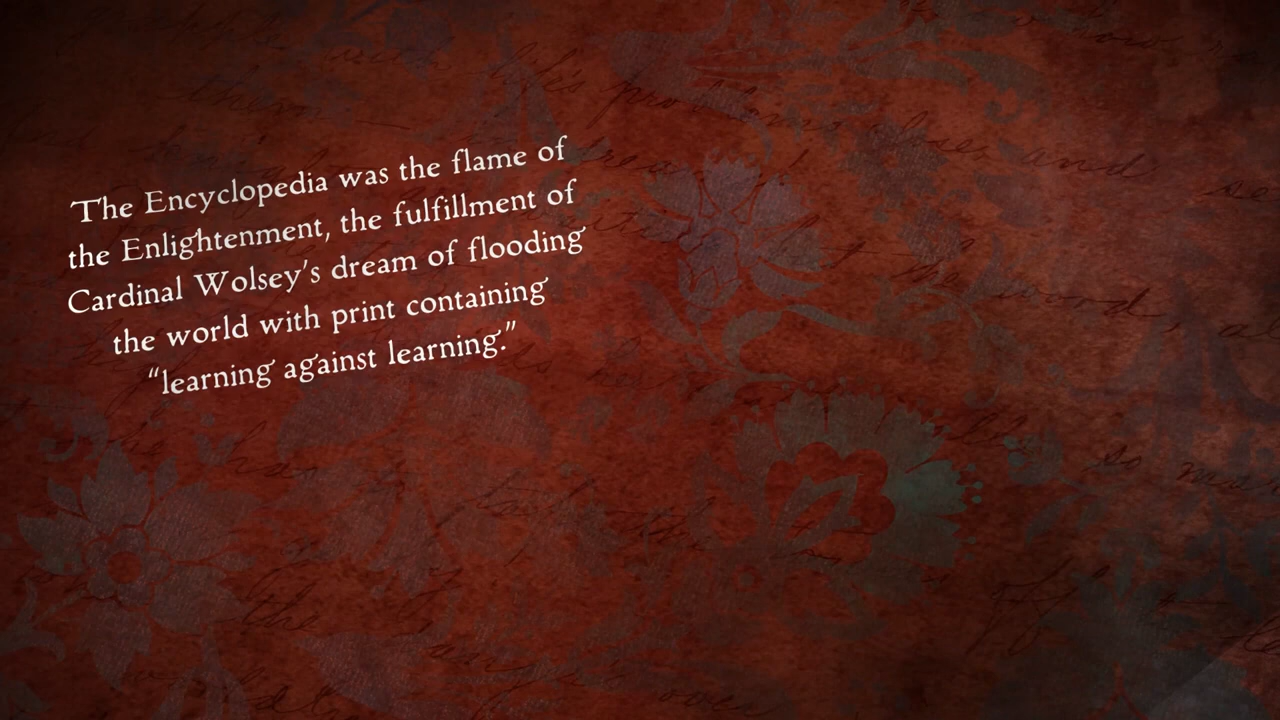 The Encyclopedia was the flame of
the Enlightenment, the fulfillment of
Cardinal Wolsey's dream of flooding
the world with print containing
"learning against learning."